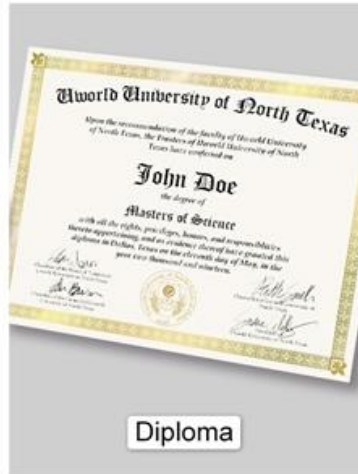 Uworld University of North Texas
Upon the recommendation of the faculty of Uworld University
of North Texas, the Trustees of Uworld University of North
Texas have conferred on
John Doe
the degree of
Masters of Science
with all the rights, privileges, honors, and responsibilities
thereto appertaining, and as evidence thereof have granted this
diploma in Dallas, Texas on the eleventh day of May, in the
year two thousand and nineteen.
Diploma